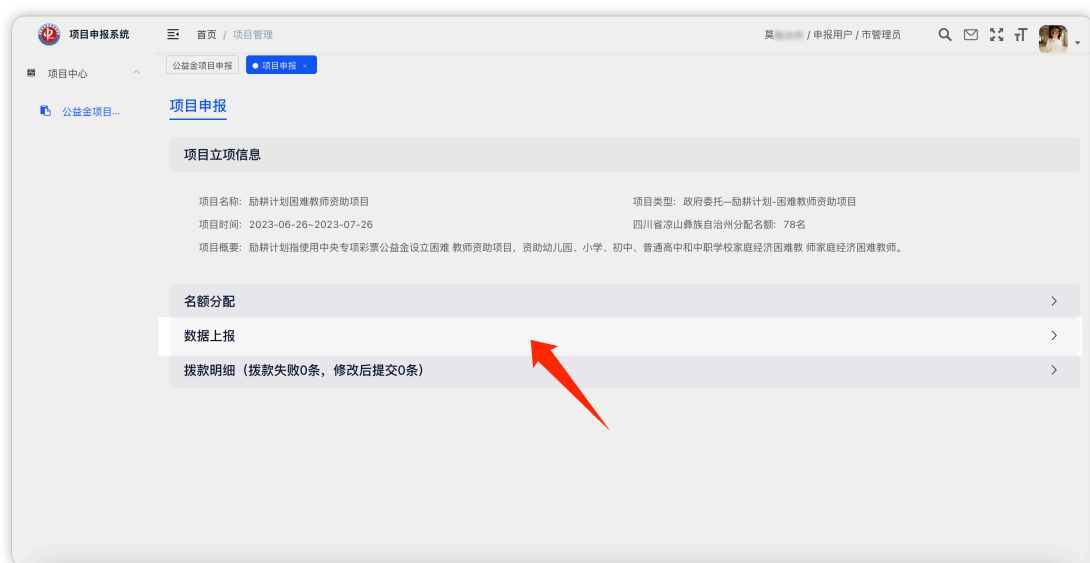 项目申报系统
首页 / 项目管理
莫 / 申报用户 / 市管理员
项目中心
公益金项目申报
项目申报 ×
公益金项目...
项目申报
项目立项信息
项目名称: 励耕计划困难教师资助项目
项目类型: 政府委托—励耕计划-困难教师资助项目
项目时间: 2023-06-26~2023-07-26
四川省凉山彝族自治州分配名额: 78名
项目概要: 励耕计划指使用中央专项彩票公益金设立困难 教师资助项目，资助幼儿园、小学、初中、普通高中和中职学校家庭经济困难教 师家庭经济困难教师。
名额分配
数据上报
拨款明细（拨款失败0条，修改后提交0条）